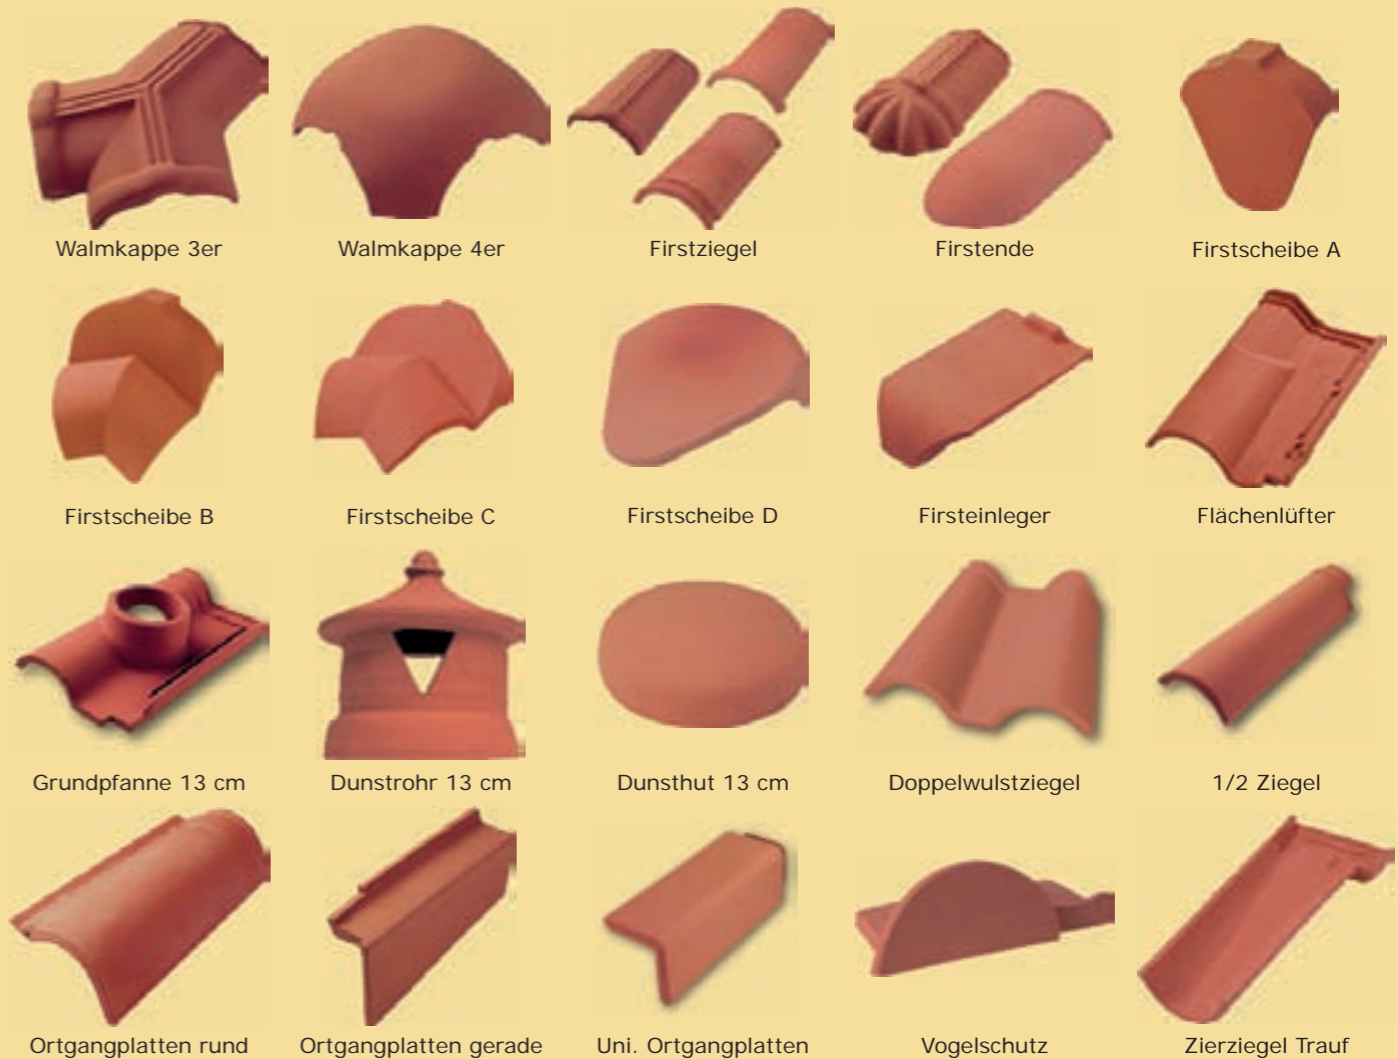 Walmkappe 3er
Walmkappe 4er
Firstziegel
Firstende
Firstscheibe A
Firstscheibe B
Firstscheibe C
Firstscheibe D
Firsteinleger
Flächenlüfter
Grundpfanne 13 cm
Dunstrohr 13 cm
Dunsthut 13 cm
Doppelwulstziegel
1/2 Ziegel
Ortgangplatten rund
Ortgangplatten gerade
Uni. Ortgangplatten
Vogelschutz
Zierziegel Trauf